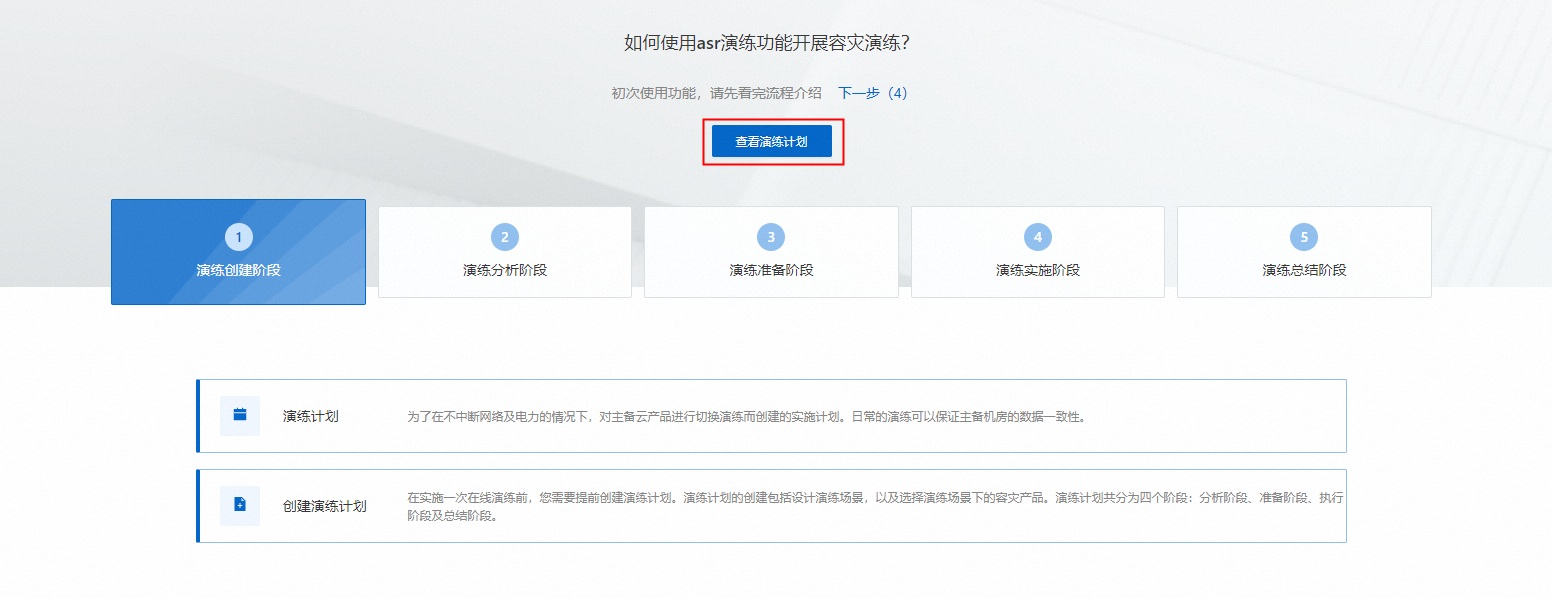 如何使用asr演练功能开展容灾演练?
初次使用功能，请先看完流程介绍 下一步（4）
查看演练计划
1
演练创建阶段
2
演练分析阶段
3
演练准备阶段
4
演练实施阶段
5
演练总结阶段
演练计划
为了在不中断网络及电力的情况下，对主备云产品进行切换演练而创建的实施计划。日常的演练可以保证主备机房的数据一致性。
创建演练计划
在实施一次在线演练前，您需要提前创建演练计划。演练计划的创建包括设计演练场景，以及选择演练场景下的容灾产品。演练计划共分为四个阶段：分析阶段、准备阶段、执行
阶段及总结阶段。